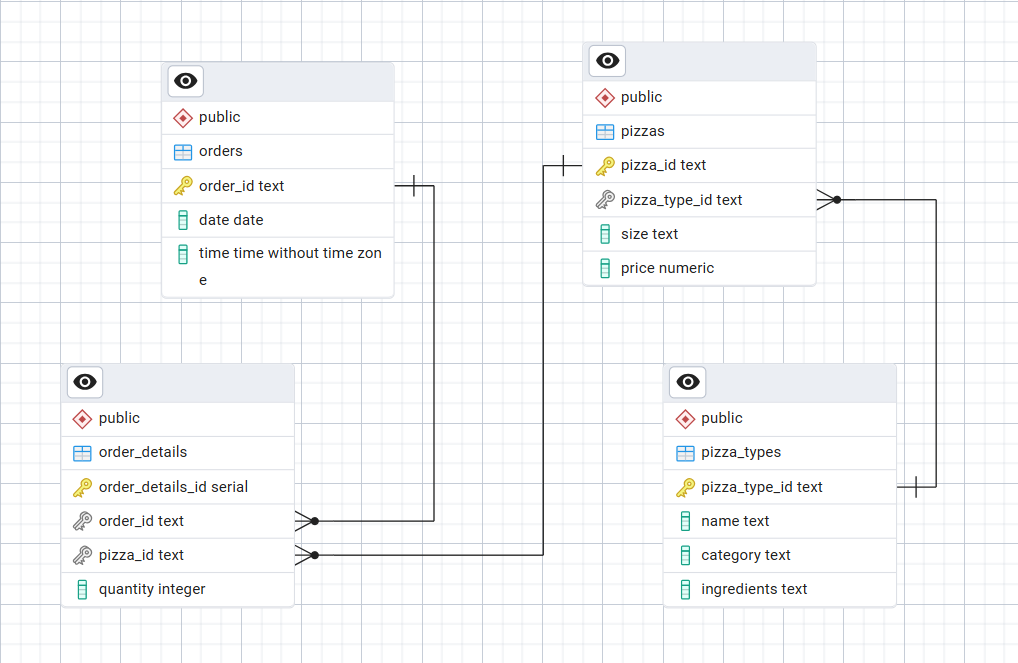 public
orders
order_id text
date date
time time without time zon
e
public
pizzas
pizza_id text
pizza_type_id text
size text
price numeric
public
order_details
order_details_id serial
order_id text
pizza_id text
quantity integer
public
pizza_types
pizza_type_id text
name text
category text
ingredients text